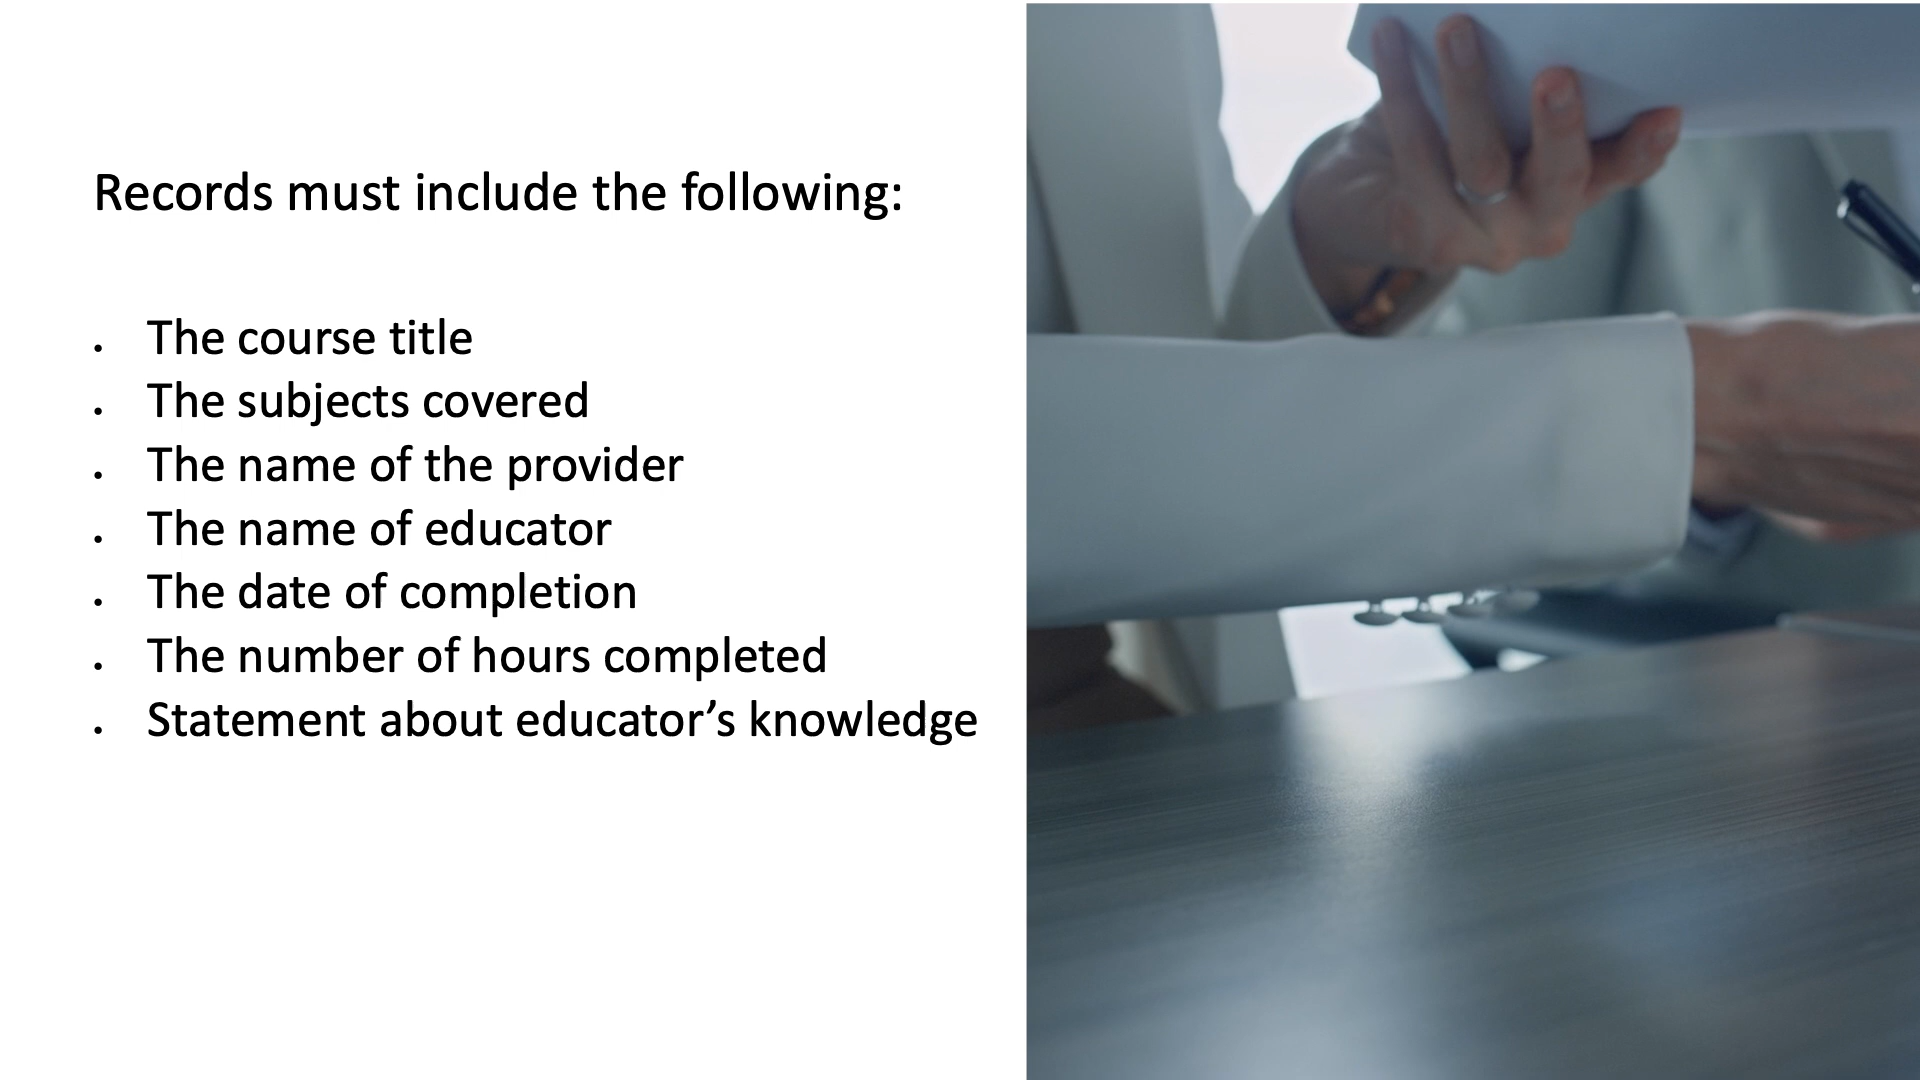 Records must include the following:
• The course title
• The subjects covered
• The name of the provider
• The name of educator
• The date of completion
• The number of hours completed
• Statement about educator’s knowledge